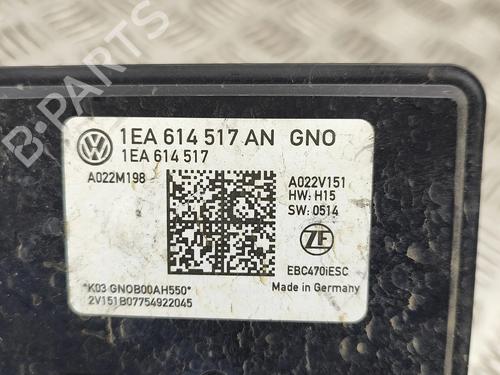 B-PARTS
1EA 614 517 AN GNO
1EA 614 517
A022M198
A022V151
HW: H15
SW: 0514
ZF
EBC470iESC
*K03 GNOB00AH550*
2V151B07754922045
Made in Germany